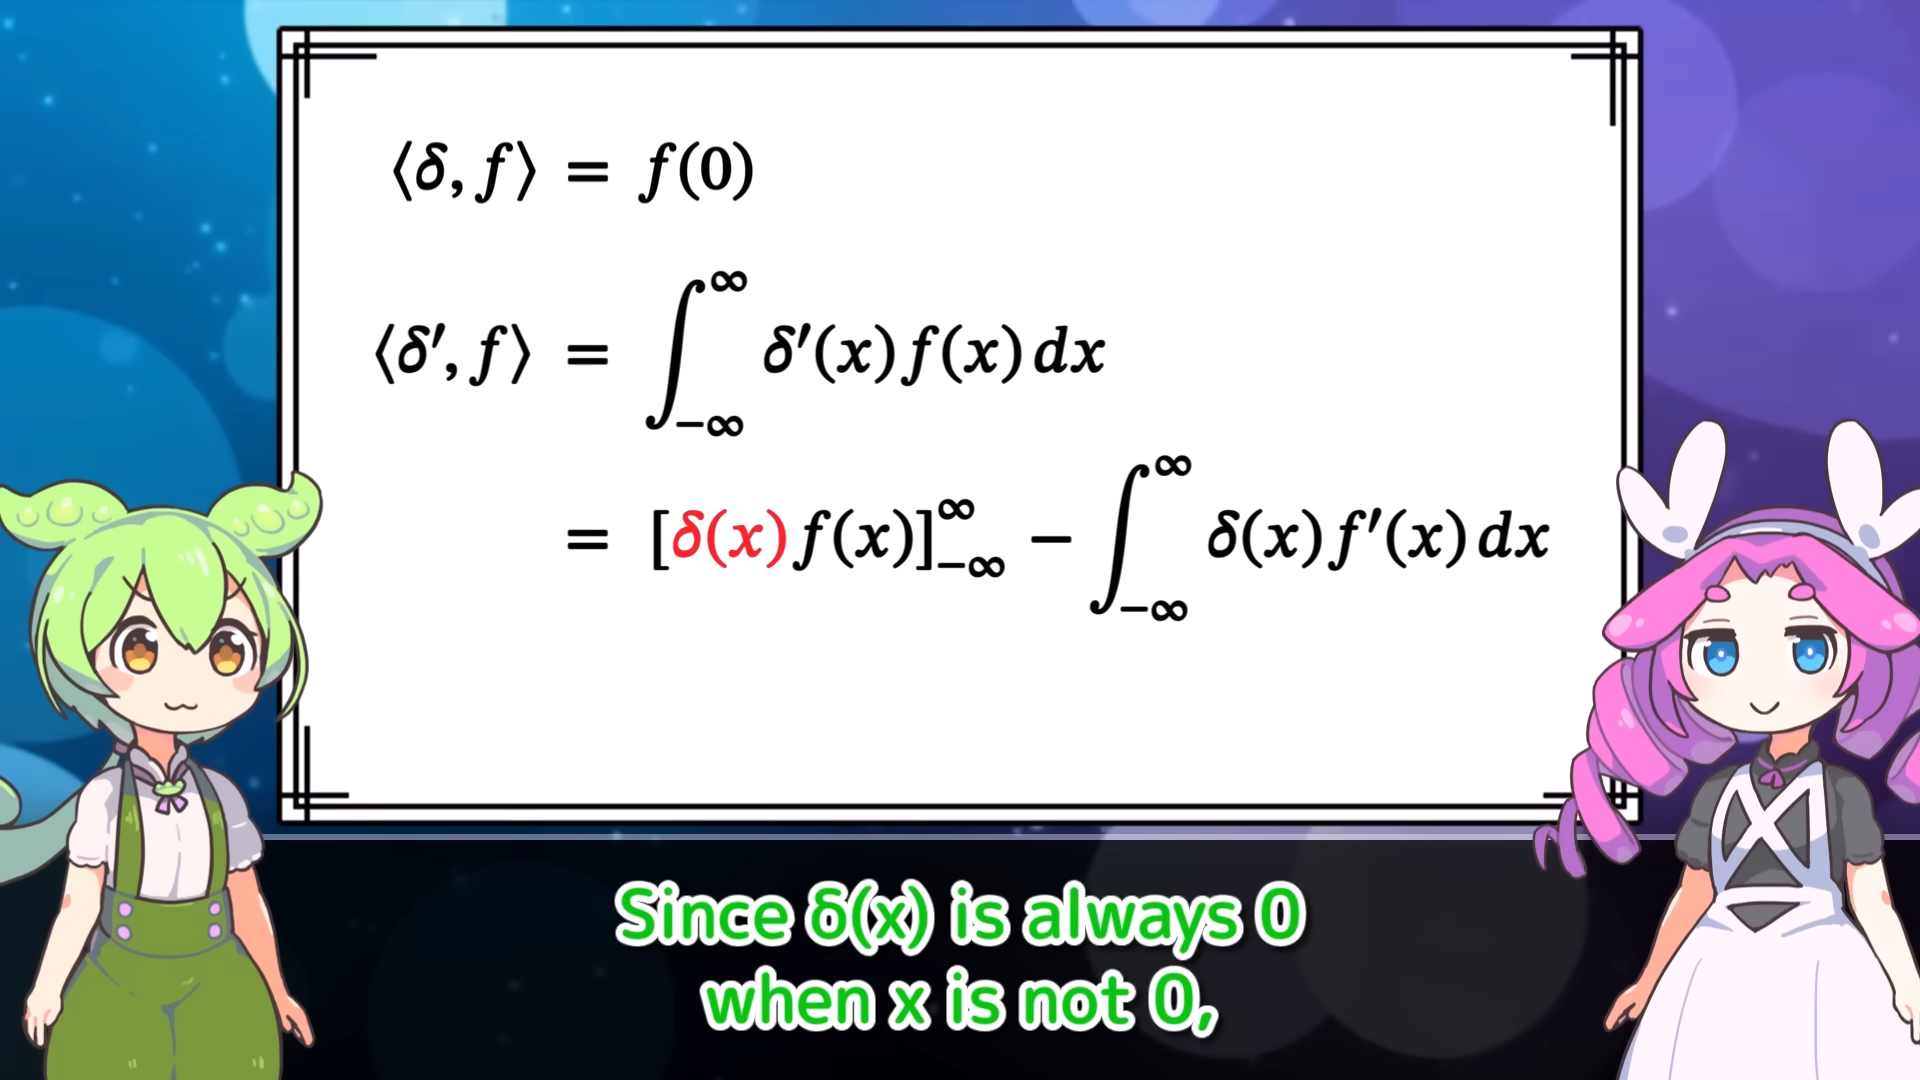 ⟨δ, f⟩ = f(0)
⟨δ′, f⟩ = ∫_{−∞}^{∞} δ′(x) f(x) dx
= [δ(x) f(x)]_{−∞}^{∞} − ∫_{−∞}^{∞} δ(x) f′(x) dx
Since δ(x) is always 0
when x is not 0,